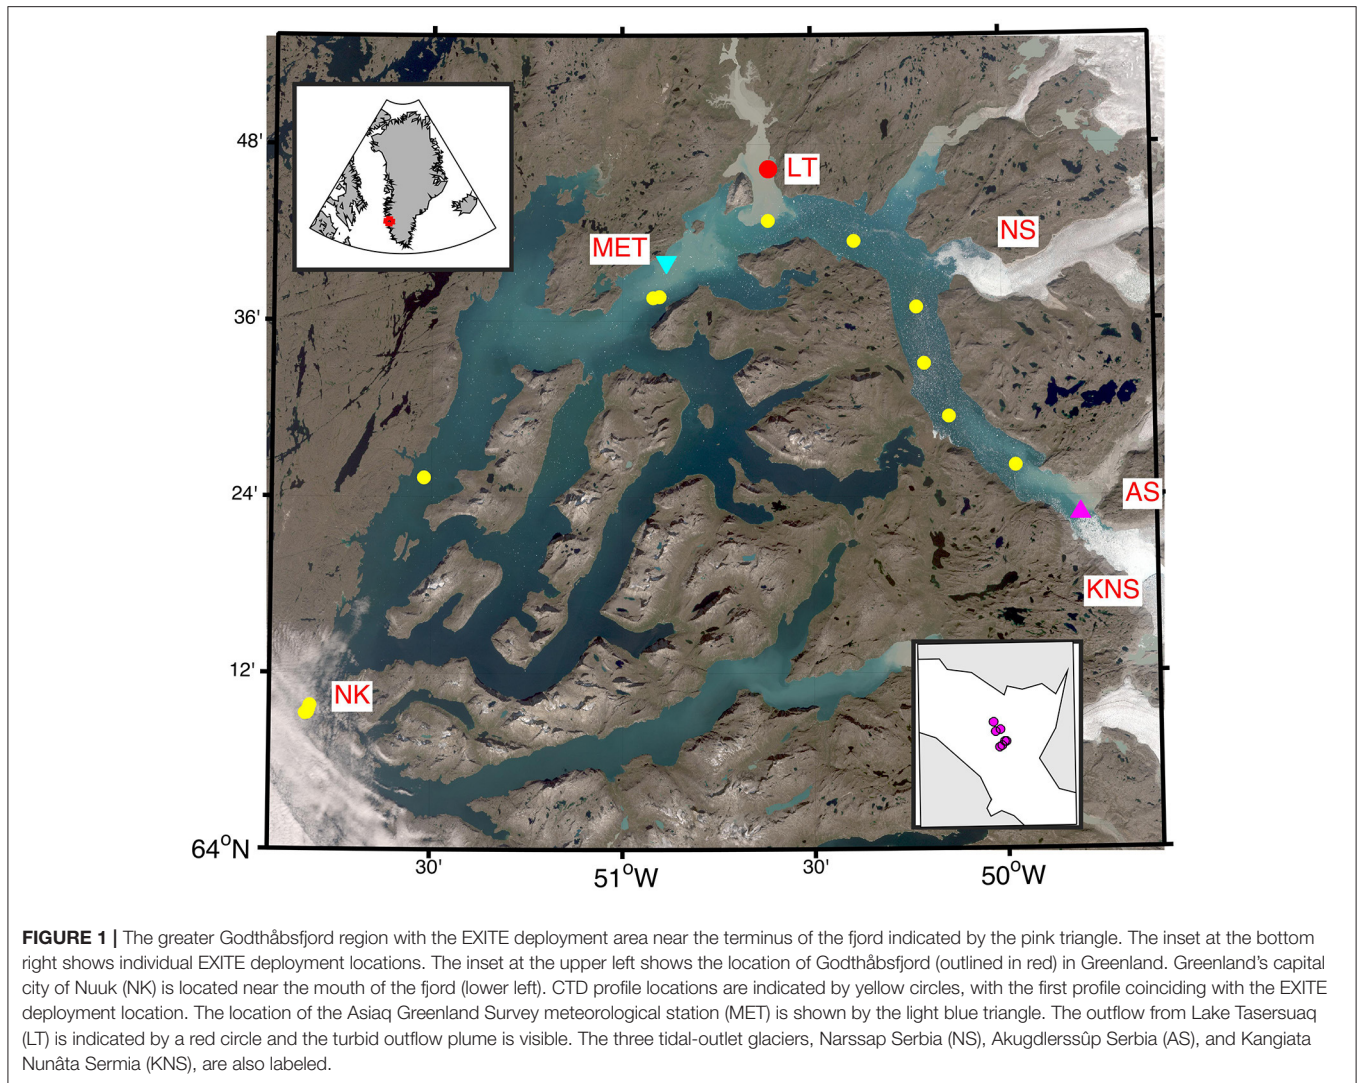 48'
LT
NS
MET
36'
24'
AS
KNS
12'
NK
64°N
30'
51°W
30'
50°W
FIGURE 1 | The greater Godthåbsfjord region with the EXITE deployment area near the terminus of the fjord indicated by the pink triangle. The inset at the bottom
right shows individual EXITE deployment locations. The inset at the upper left shows the location of Godthåbsfjord (outlined in red) in Greenland. Greenland's capital
city of Nuuk (NK) is located near the mouth of the fjord (lower left). CTD profile locations are indicated by yellow circles, with the first profile coinciding with the EXITE
deployment location. The location of the Asiaq Greenland Survey meteorological station (MET) is shown by the light blue triangle. The outflow from Lake Tasersuaq
(LT) is indicated by a red circle and the turbid outflow plume is visible. The three tidal-outlet glaciers, Narssap Serbia (NS), Akugdlerssûp Serbia (AS), and Kangiata
Nunâta Sermia (KNS), are also labeled.